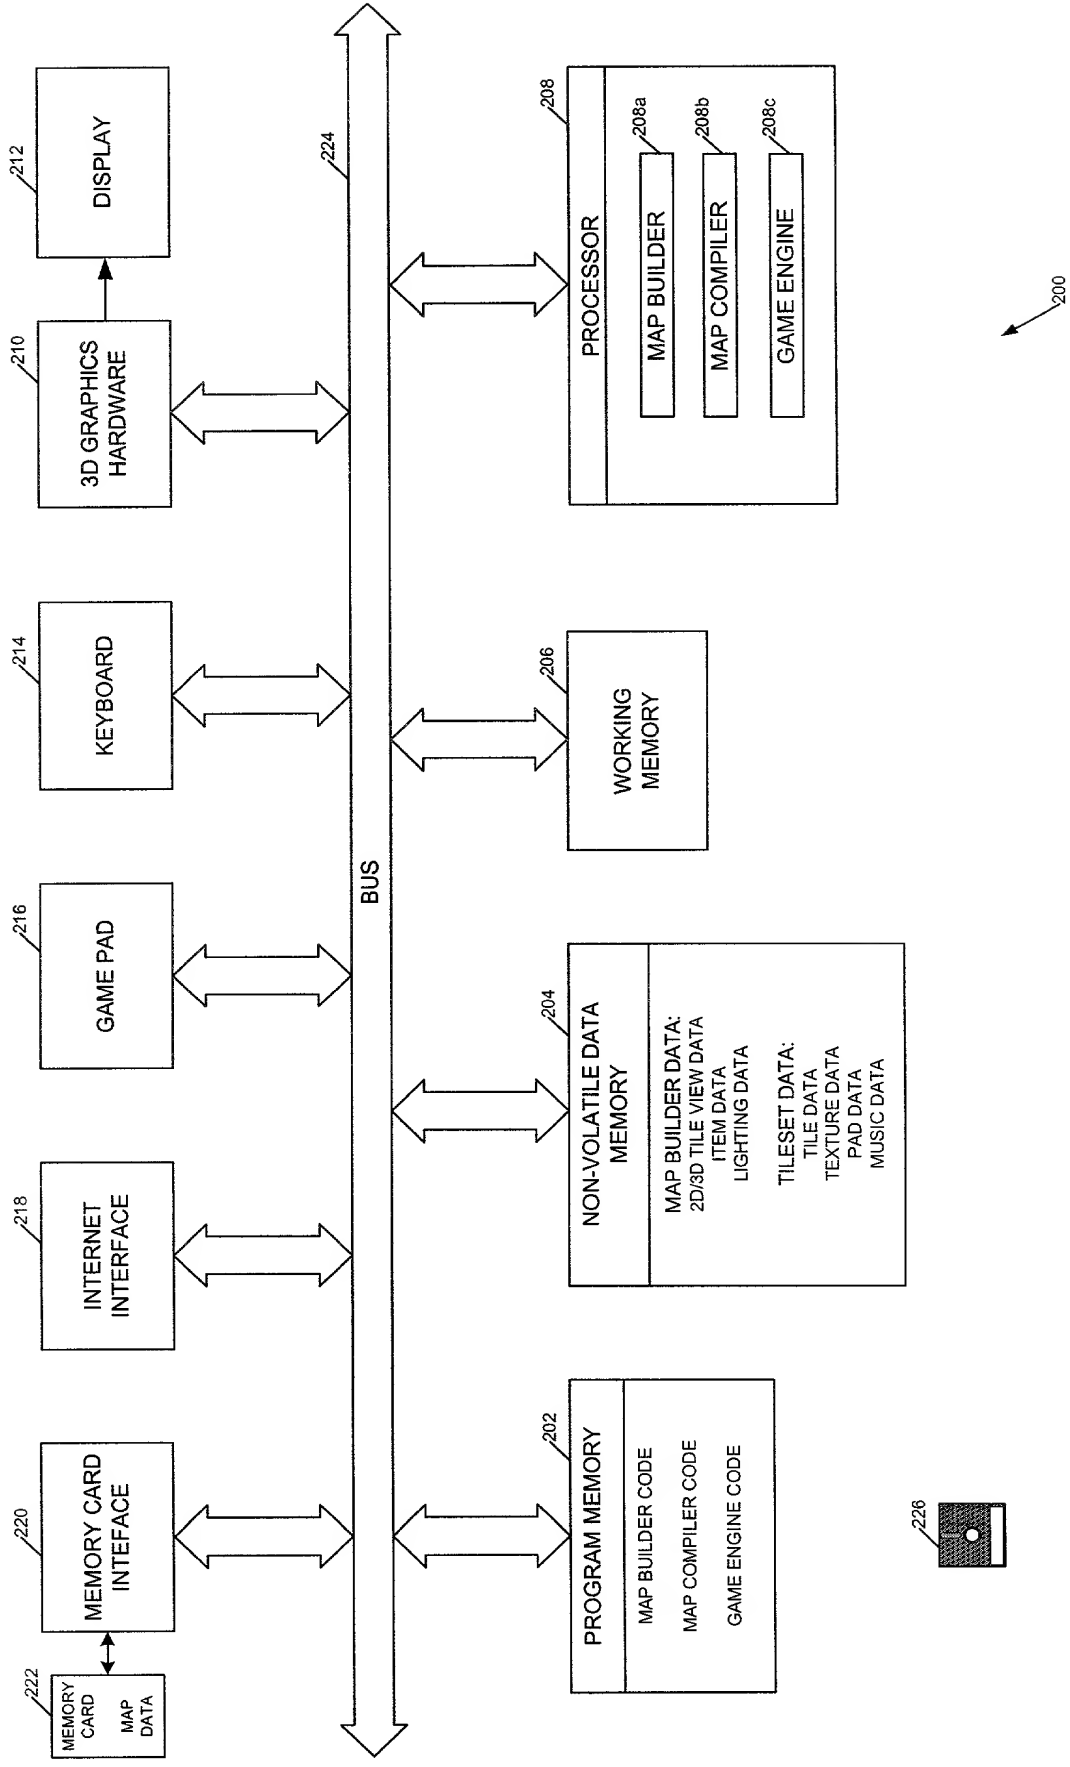 222
MEMORY
CARD
MAP
DATA
220
MEMORY CARD
INTEFACE
218
INTERNET
INTERFACE
216
GAME PAD
214
KEYBOARD
210
3D GRAPHICS
HARDWARE
212
DISPLAY
224
BUS
202
PROGRAM MEMORY
MAP BUILDER CODE
MAP COMPILER CODE
GAME ENGINE CODE
204
NON-VOLATILE DATA
MEMORY
MAP BUILDER DATA:
2D/3D TILE VIEW DATA
ITEM DATA
LIGHTING DATA
TILESET DATA:
TILE DATA
TEXTURE DATA
PAD DATA
MUSIC DATA
206
WORKING
MEMORY
208
PROCESSOR
208a
MAP BUILDER
208b
MAP COMPILER
208c
GAME ENGINE
226
200